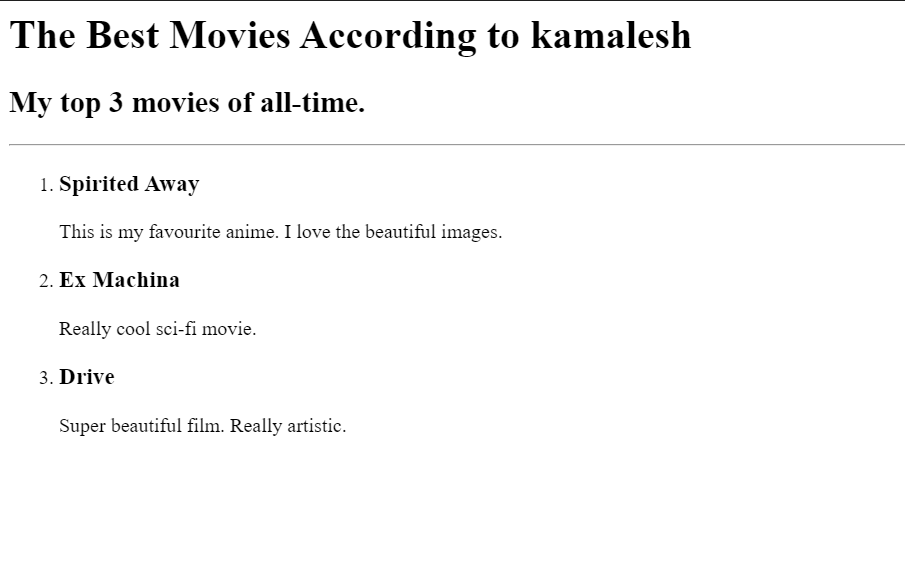 The Best Movies According to kamalesh
My top 3 movies of all-time.
1. Spirited Away
This is my favourite anime. I love the beautiful images.
2. Ex Machina
Really cool sci-fi movie.
3. Drive
Super beautiful film. Really artistic.